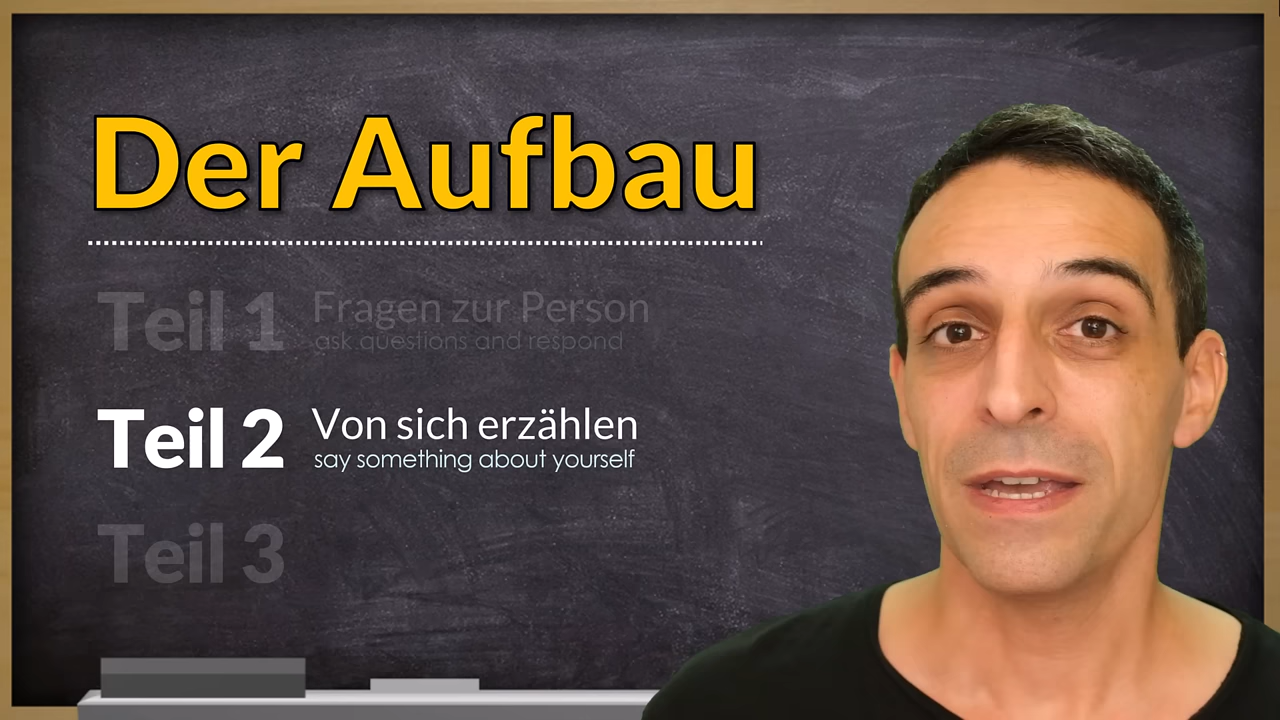 Der Aufbau
Teil 1 Fragen zur Person
ask questions and respond
Teil 2 Von sich erzählen
say something about yourself
Teil 3